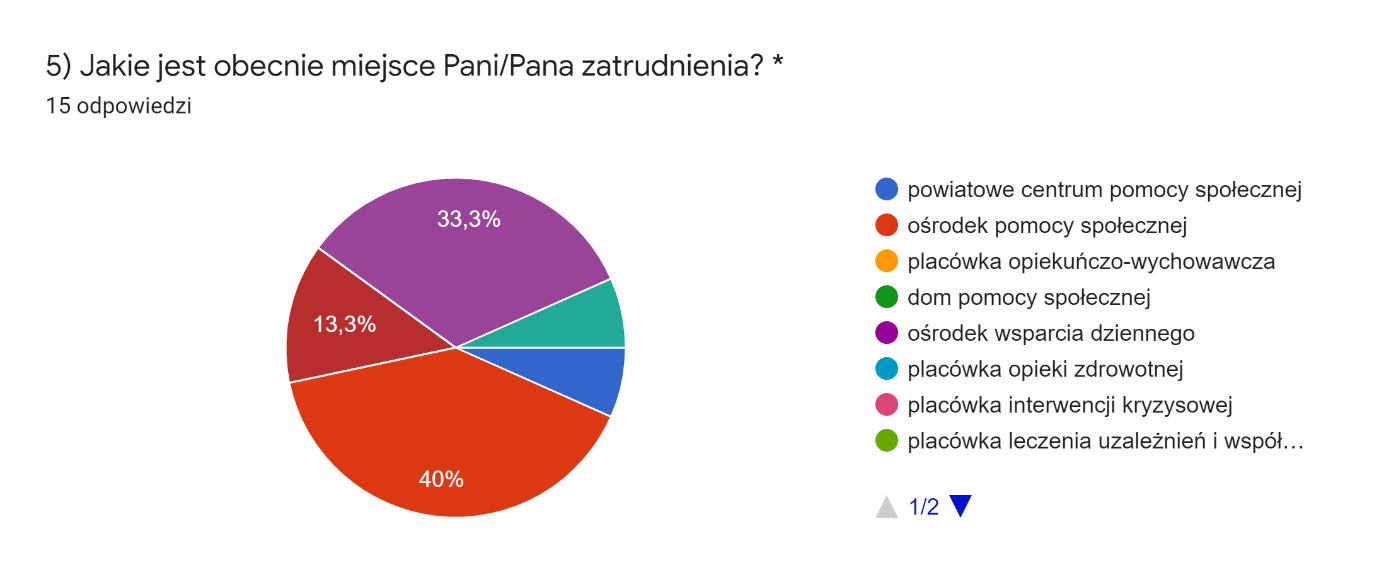 5) Jakie jest obecnie miejsce Pani/Pana zatrudnienia? *
15 odpowiedzi
33,3%
13,3%
40%
powiatowe centrum pomocy społecznej
ośrodek pomocy społecznej
placówka opiekuńczo-wychowawcza
dom pomocy społecznej
ośrodek wsparcia dziennego
placówka opieki zdrowotnej
placówka interwencji kryzysowej
placówka leczenia uzależnień i współ…
1/2